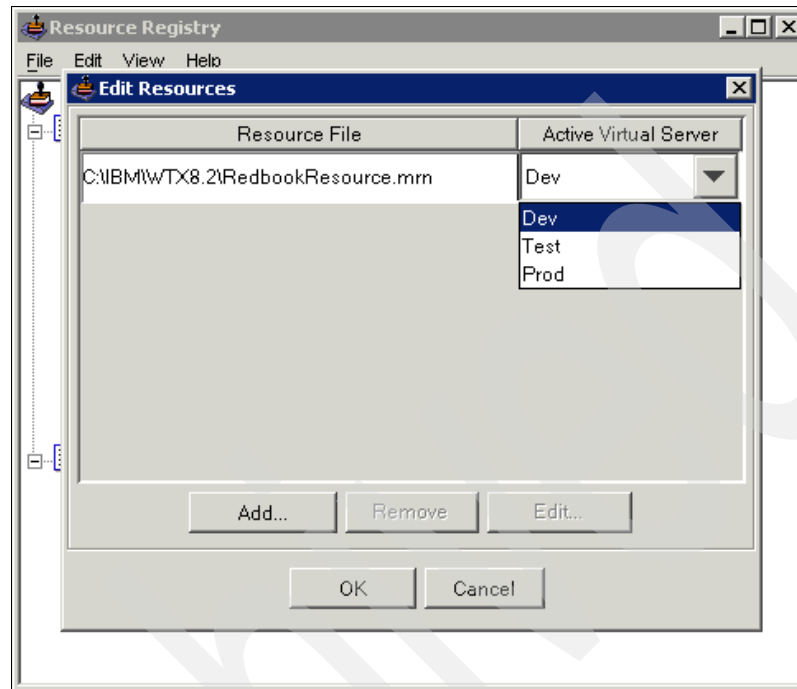 Resource Registry
File Edit View Help
Edit Resources
Resource File Active Virtual Server
C:\IBM\WTX8.2\RedbookResource.mrn Dev
Dev
Test
Prod
Add... Remove Edit...
OK Cancel